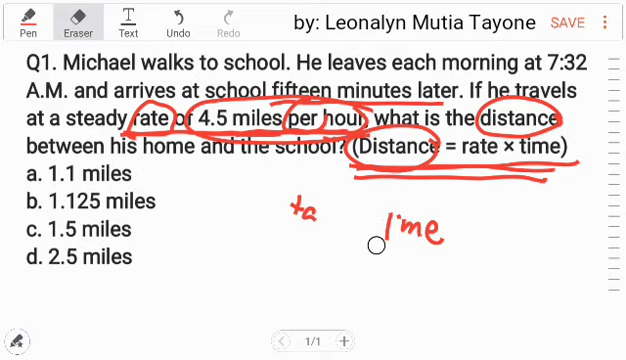 by: Leonalyn Mutia Tayone
SAVE
Pen Eraser Text Undo Redo
Q1. Michael walks to school. He leaves each morning at 7:32
A.M. and arrives at school fifteen minutes later. If he travels
at a steady rate of 4.5 miles per hour, what is the distance
between his home and the school? (Distance = rate × time)
a. 1.1 miles
b. 1.125 miles
c. 1.5 miles
d. 2.5 miles
1/1